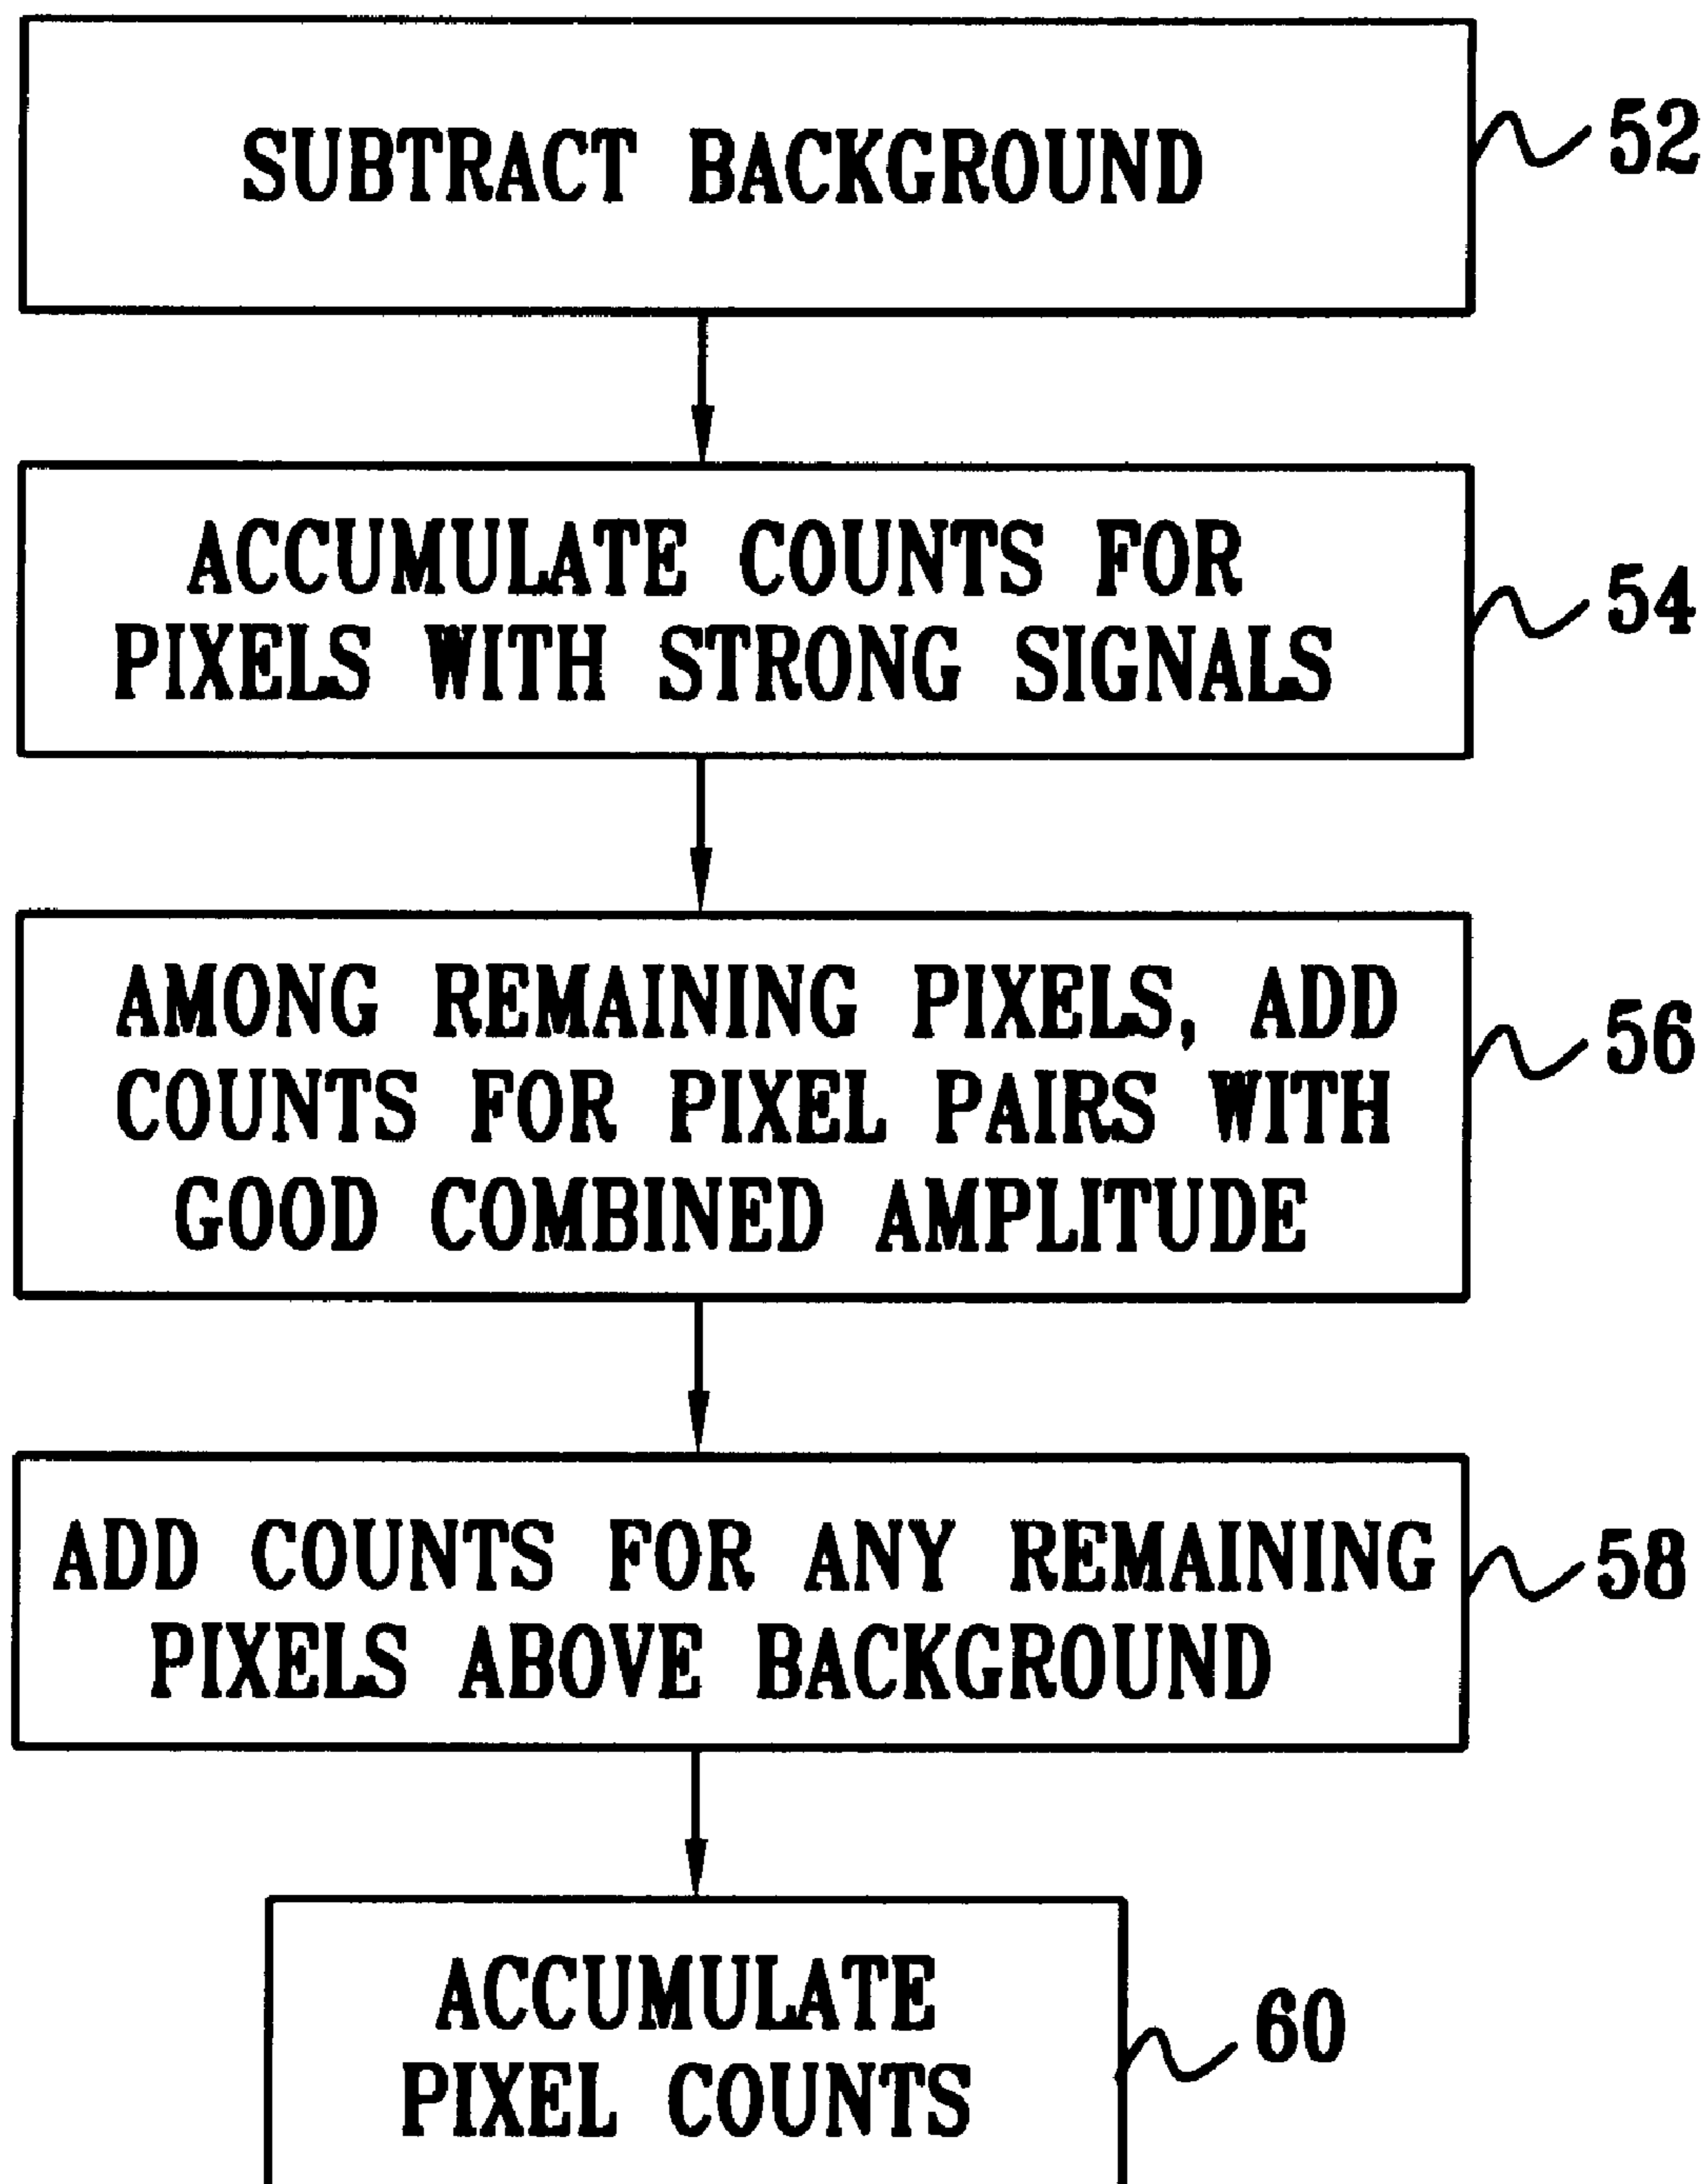 SUBTRACT BACKGROUND
52
ACCUMULATE COUNTS FOR
PIXELS WITH STRONG SIGNALS
54
AMONG REMAINING PIXELS, ADD
COUNTS FOR PIXEL PAIRS WITH
GOOD COMBINED AMPLITUDE
56
ADD COUNTS FOR ANY REMAINING
PIXELS ABOVE BACKGROUND
58
ACCUMULATE
PIXEL COUNTS
60